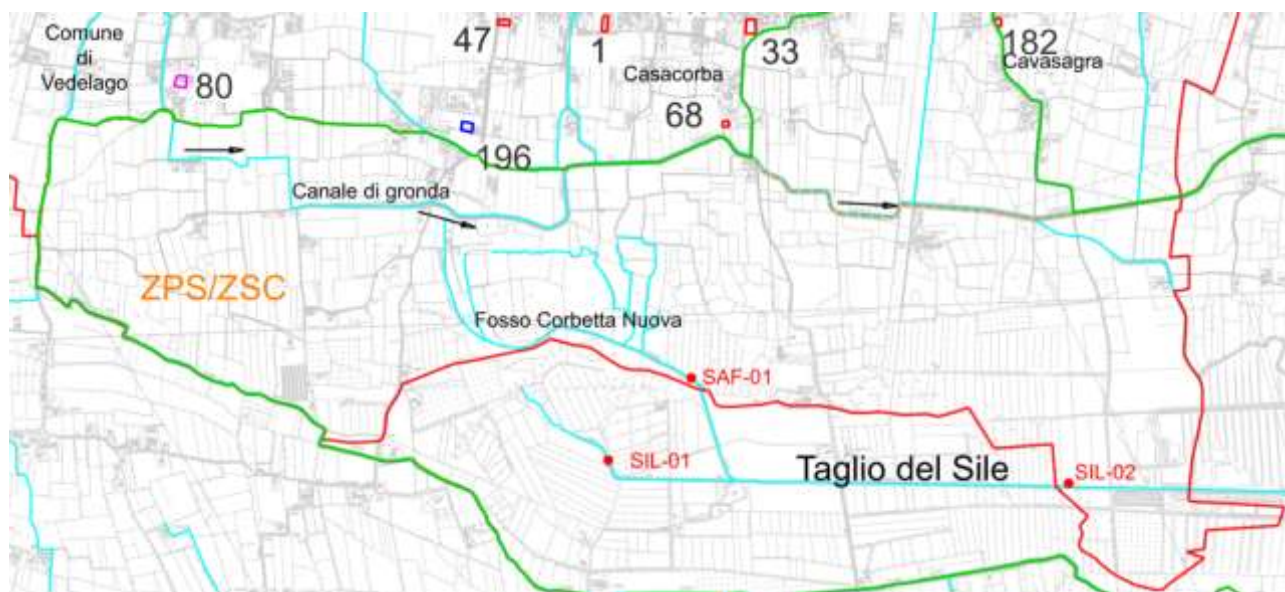 Comune
di
Vedelago
80
47
1
33
182
Casacorba
Cavasagra
68
196
Canale di gronda
ZPS/ZSC
Fosso Corbetta Nuova
SAF-01
SIL-01
Taglio del Sile
SIL-02